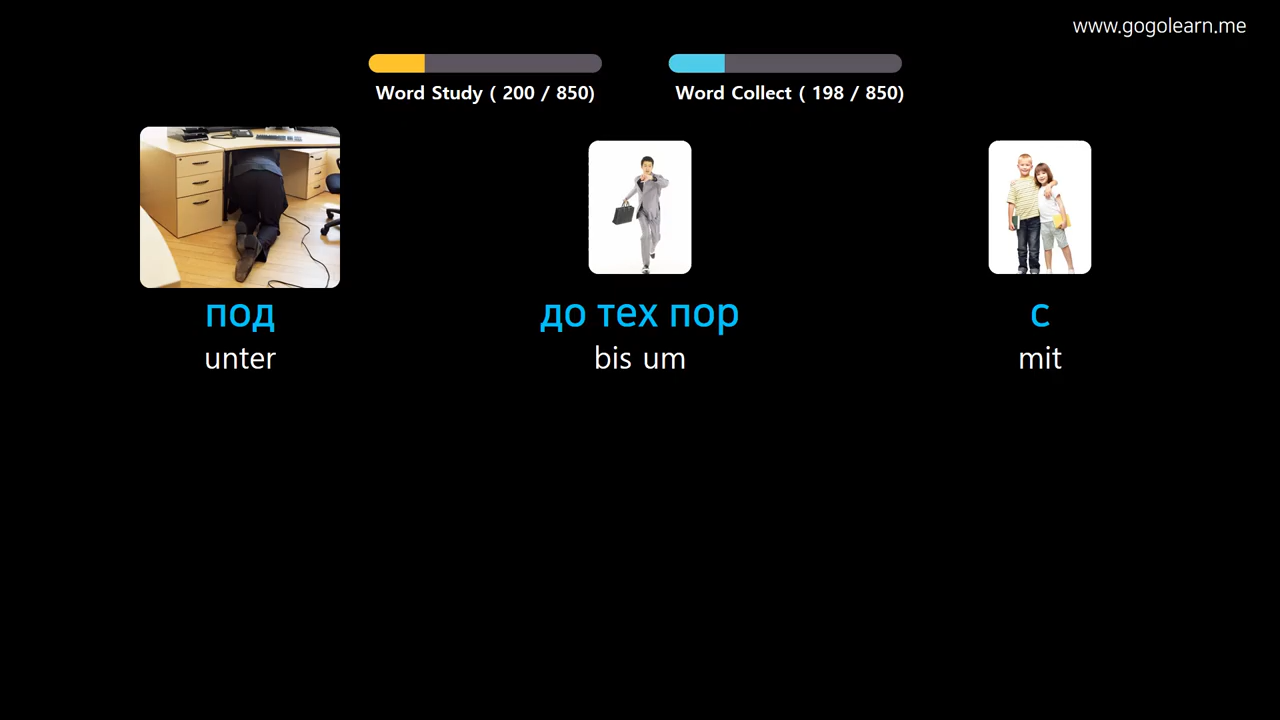 www.gogolearn.me
Word Study ( 200 / 850)
Word Collect ( 198 / 850)
под
до тех пор
с
unter
bis um
mit